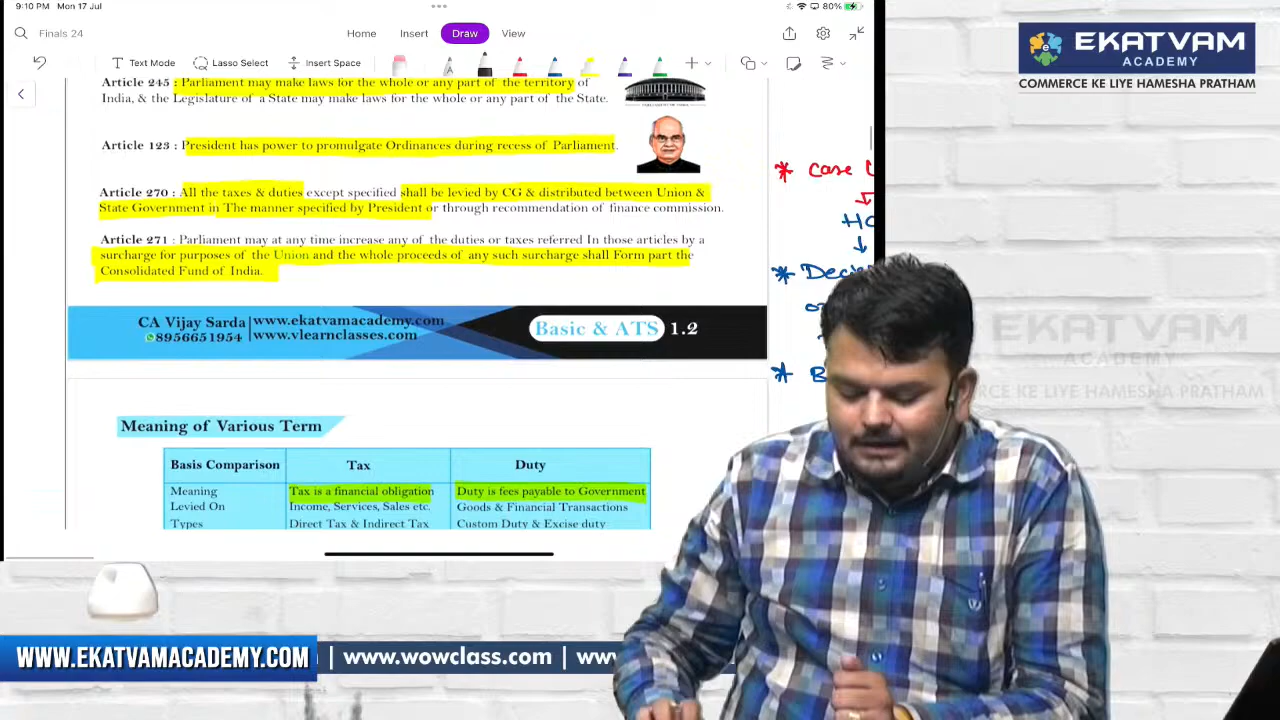 9:10 PM Mon 17 Jul
80%
Finals 24
Home Insert Draw View
Text Mode Lasso Select Insert Space
Article 245 : Parliament may make laws for the whole or any part of the territory of
India, & the Legislature of a State may make laws for the whole or any part of the State.
Article 123 : President has power to promulgate Ordinances during recess of Parliament.
Article 270 : All the taxes & duties except specified shall be levied by CG & distributed between Union &
State Government in The manner specified by President or through recommendation of finance commission.
Article 271 : Parliament may at any time increase any of the duties or taxes referred In those articles by a
surcharge for purposes of the Union and the whole proceeds of any such surcharge shall Form part the
Consolidated Fund of India.
CA Vijay Sarda | www.ekatvamacademy.com
8956651954 | www.vlearnclasses.com
Basic & ATS 1.2
Meaning of Various Term
Basis Comparison Tax Duty
Meaning Tax is a financial obligation Duty is fees payable to Government
Levied On Income, Services, Sales etc. Goods & Financial Transactions
Types Direct Tax & Indirect Tax Custom Duty & Excise duty
* Case
* 
* B
EKATVAM
ACADEMY
COMMERCE KE LIYE HAMESHA PRATHAM
EKATVAM
ACADEMY
RCE KE LIYE HAMESHA PRATHAM
WWW.EKATVAMACADEMY.COM | www.wowclass.com |